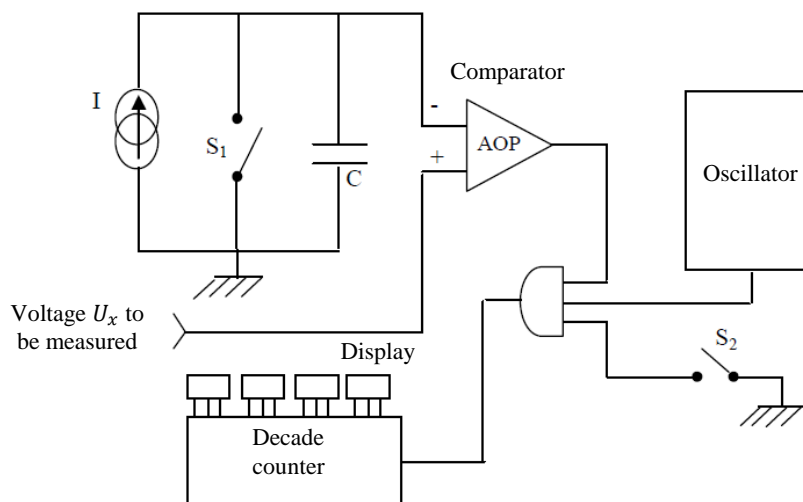 Comparator
I
-
S₁
+
AOP
C
Oscillator
Voltage Uₓ to
be measured
Display
S₂
Decade
counter